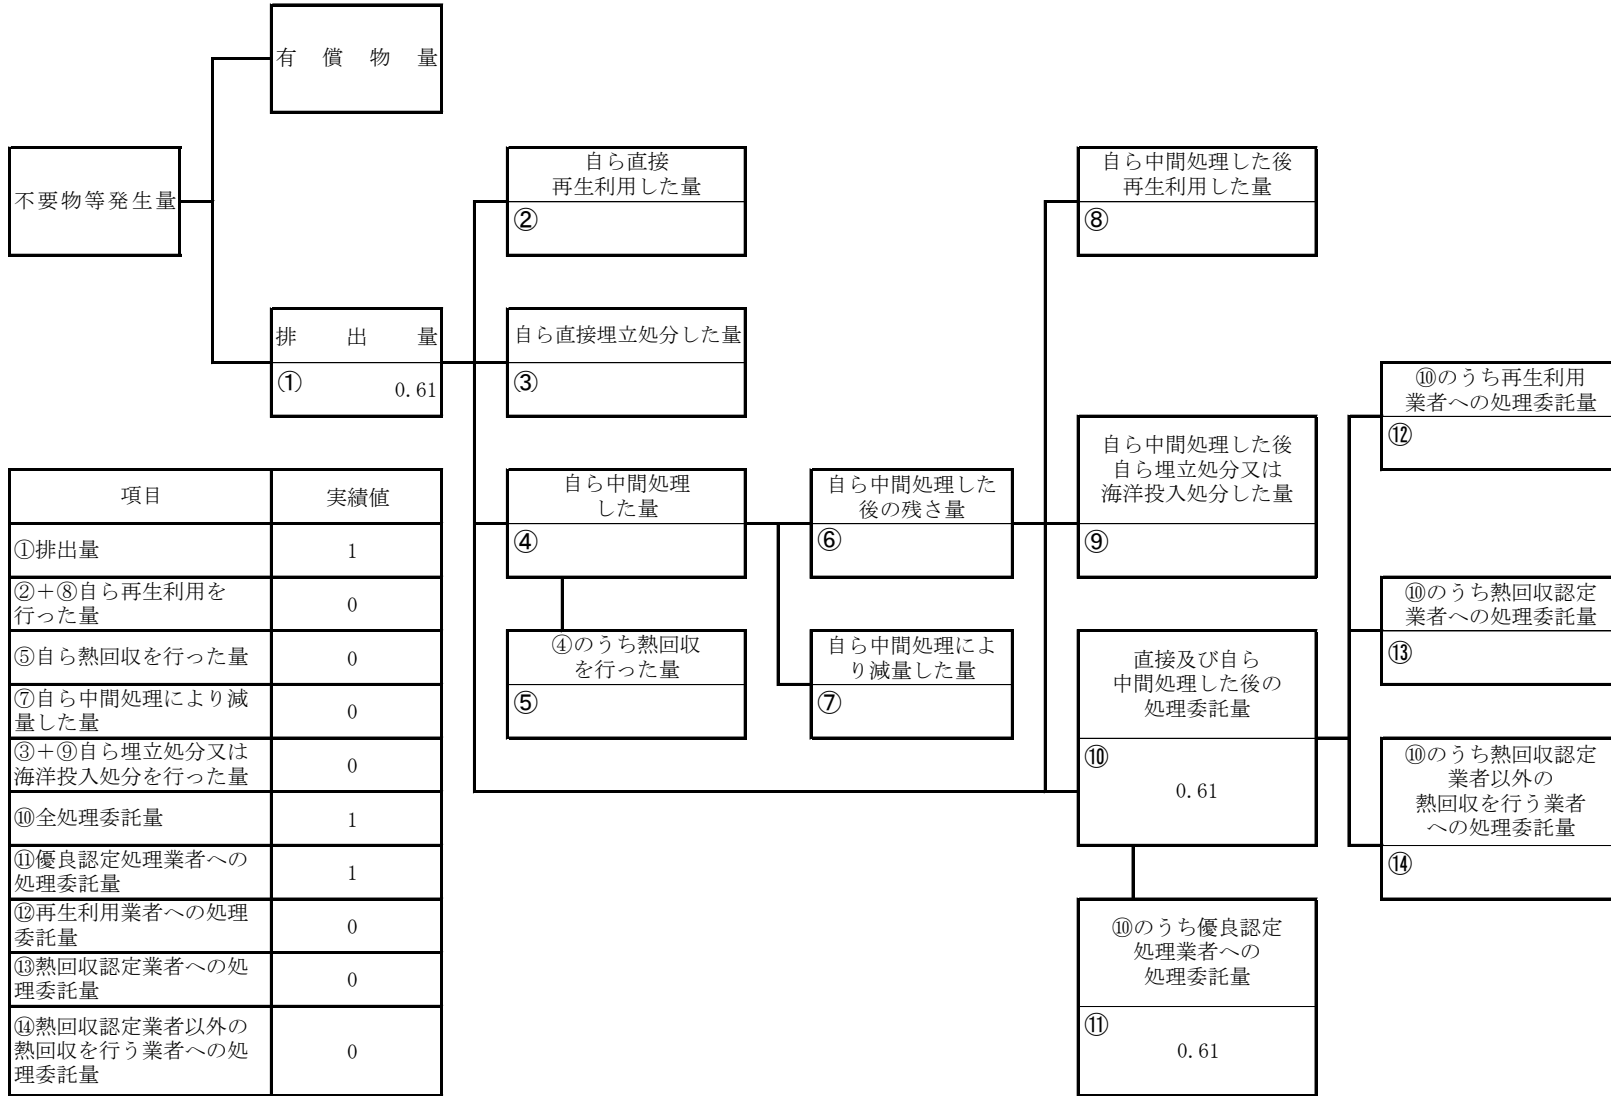 有償物量
不要物等発生量
排出量
①
0.61
自ら直接
再生利用した量
②
自ら直接埋立処分した量
③
自ら中間処理
した量
④
④のうち熱回収
を行った量
⑤
自ら中間処理した
後の残さ量
⑥
自ら中間処理によ
り減量した量
⑦
自ら中間処理した後
再生利用した量
⑧
自ら中間処理した後
自ら埋立処分又は
海洋投入処分した量
⑨
直接及び自ら
中間処理した後の
処理委託量
⑩
0.61
⑩のうち優良認定
処理業者への
処理委託量
⑪
0.61
⑩のうち再生利用
業者への処理委託量
⑫
⑩のうち熱回収認定
業者への処理委託量
⑬
⑩のうち熱回収認定
業者以外の
熱回収を行う業者
への処理委託量
⑭
項目 実績値
①排出量 1
②+⑧自ら再生利用を
行った量 0
⑤自ら熱回収を行った量 0
⑦自ら中間処理により減
量した量 0
③+⑨自ら埋立処分又は
海洋投入処分を行った量 0
⑩全処理委託量 1
⑪優良認定処理業者への
処理委託量 1
⑫再生利用業者への処理
委託量 0
⑬熱回収認定業者への処
理委託量 0
⑭熱回収認定業者以外の
熱回収を行う業者への処
理委託量 0